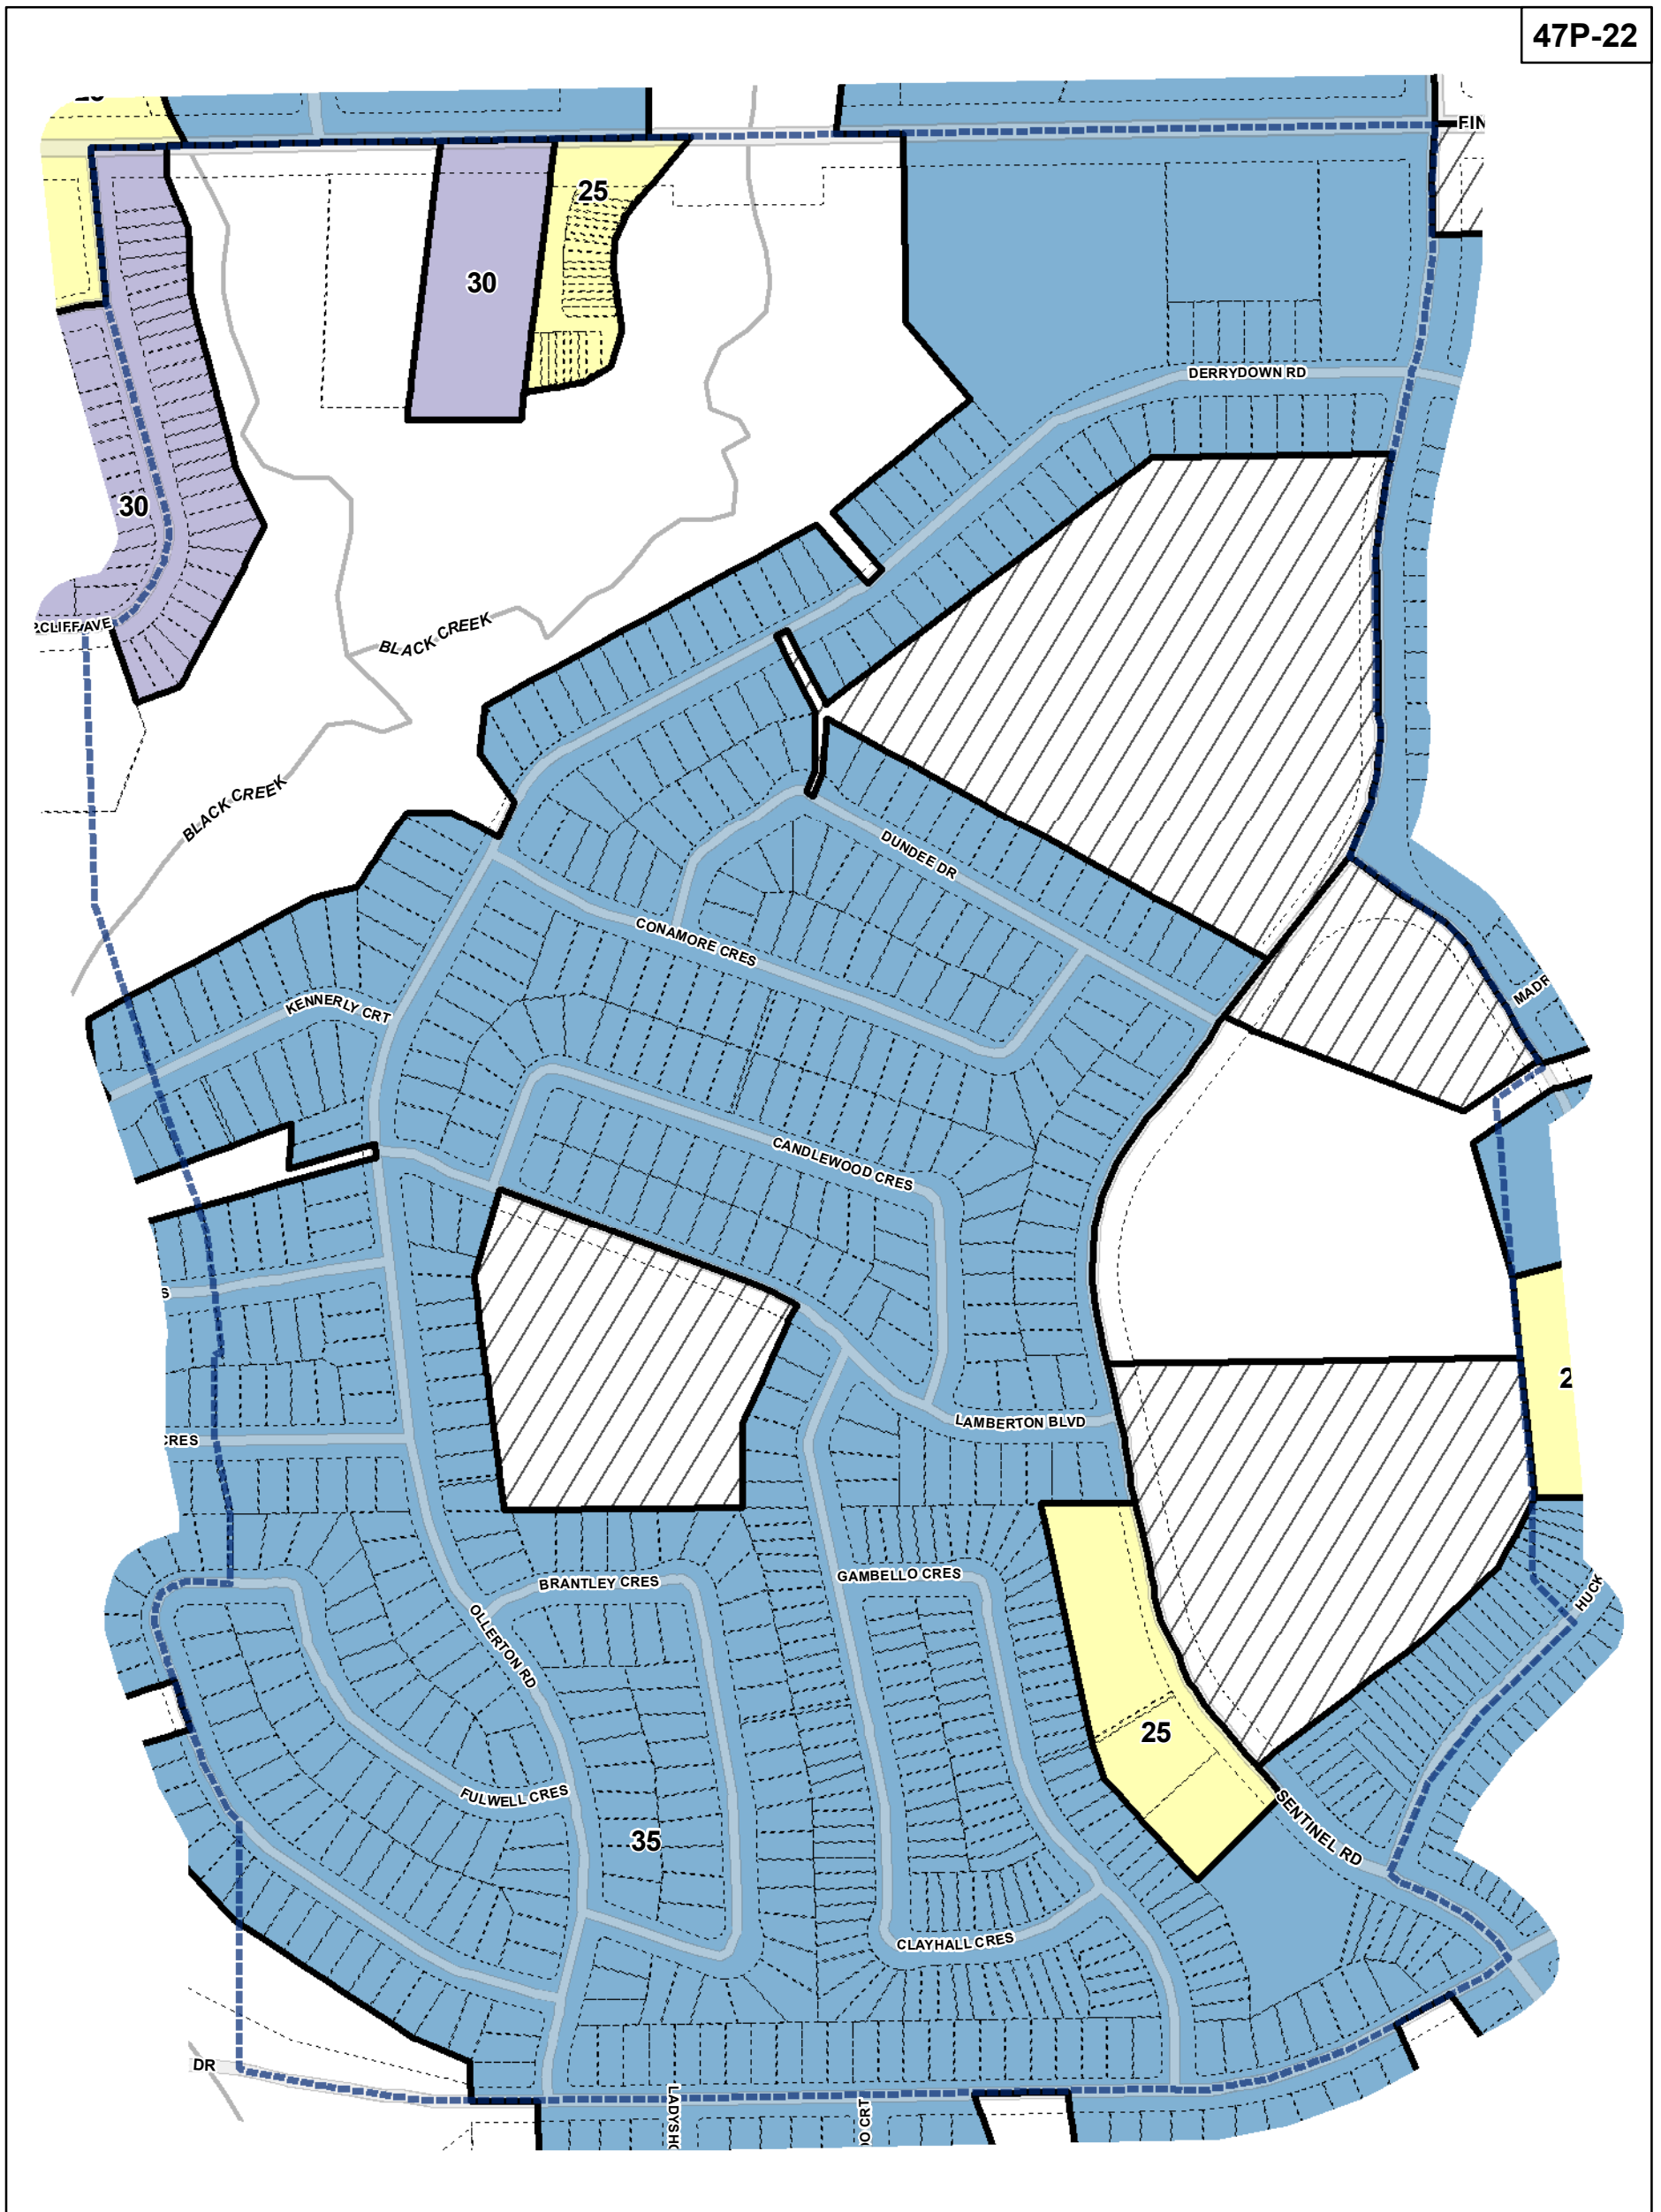 47P-22
FIN
25
30
DERRYDOWN RD
30
CLIFF AVE
BLACK CREEK
BLACK CREEK
DUNDEE DR
CONAMORE CRES
MADR
KENNERLY CRT
CANDLEWOOD CRES
S
2
LAMBERTON BLVD
CRES
BRANTLEY CRES
GAMBELLO CRES
HUCK
OLLERTON RD
25
FULWELL CRES
SENTINEL RD
35
CLAYHALL CRES
DR
LADYSH
O CRT